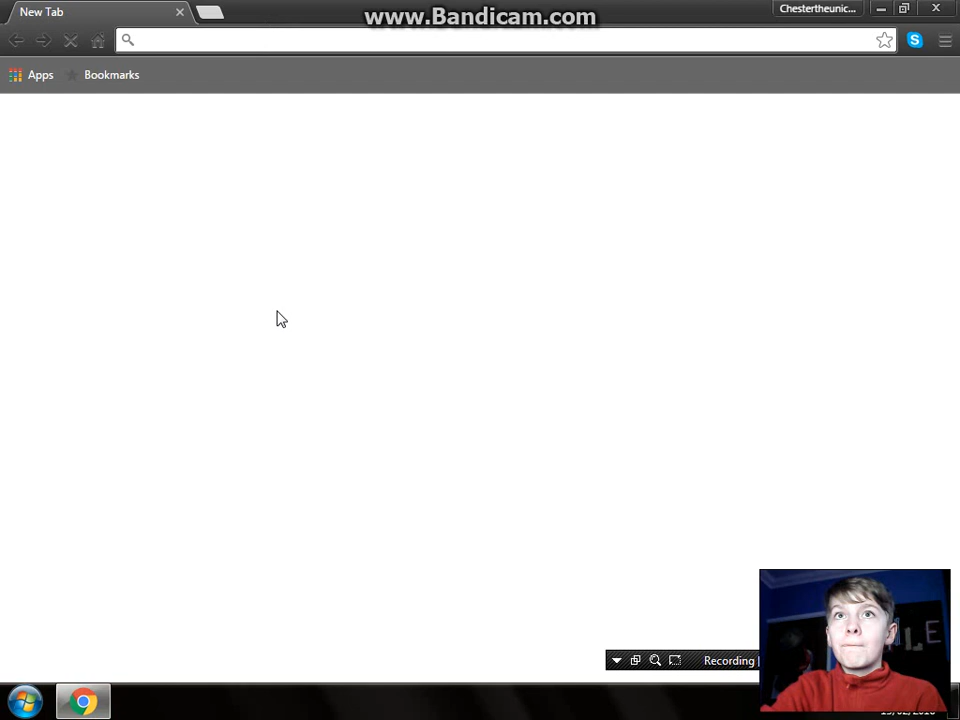 New Tab
www.Bandicam.com
Chestertheunic...
Apps
Bookmarks
Recording